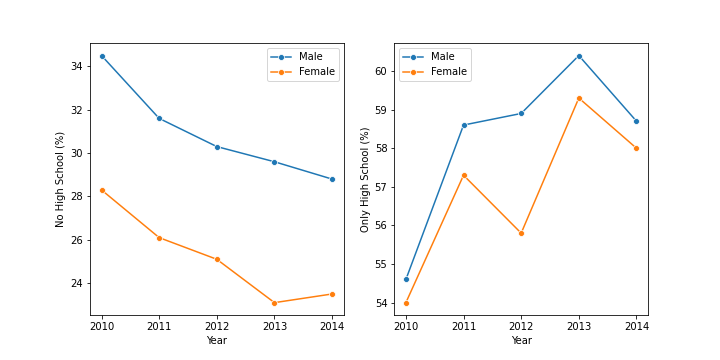 No High School (%)
34
32
30
28
26
24
2010 2011 2012 2013 2014
Year
Male
Female
Only High School (%)
60
59
58
57
56
55
54
2010 2011 2012 2013 2014
Year
Male
Female